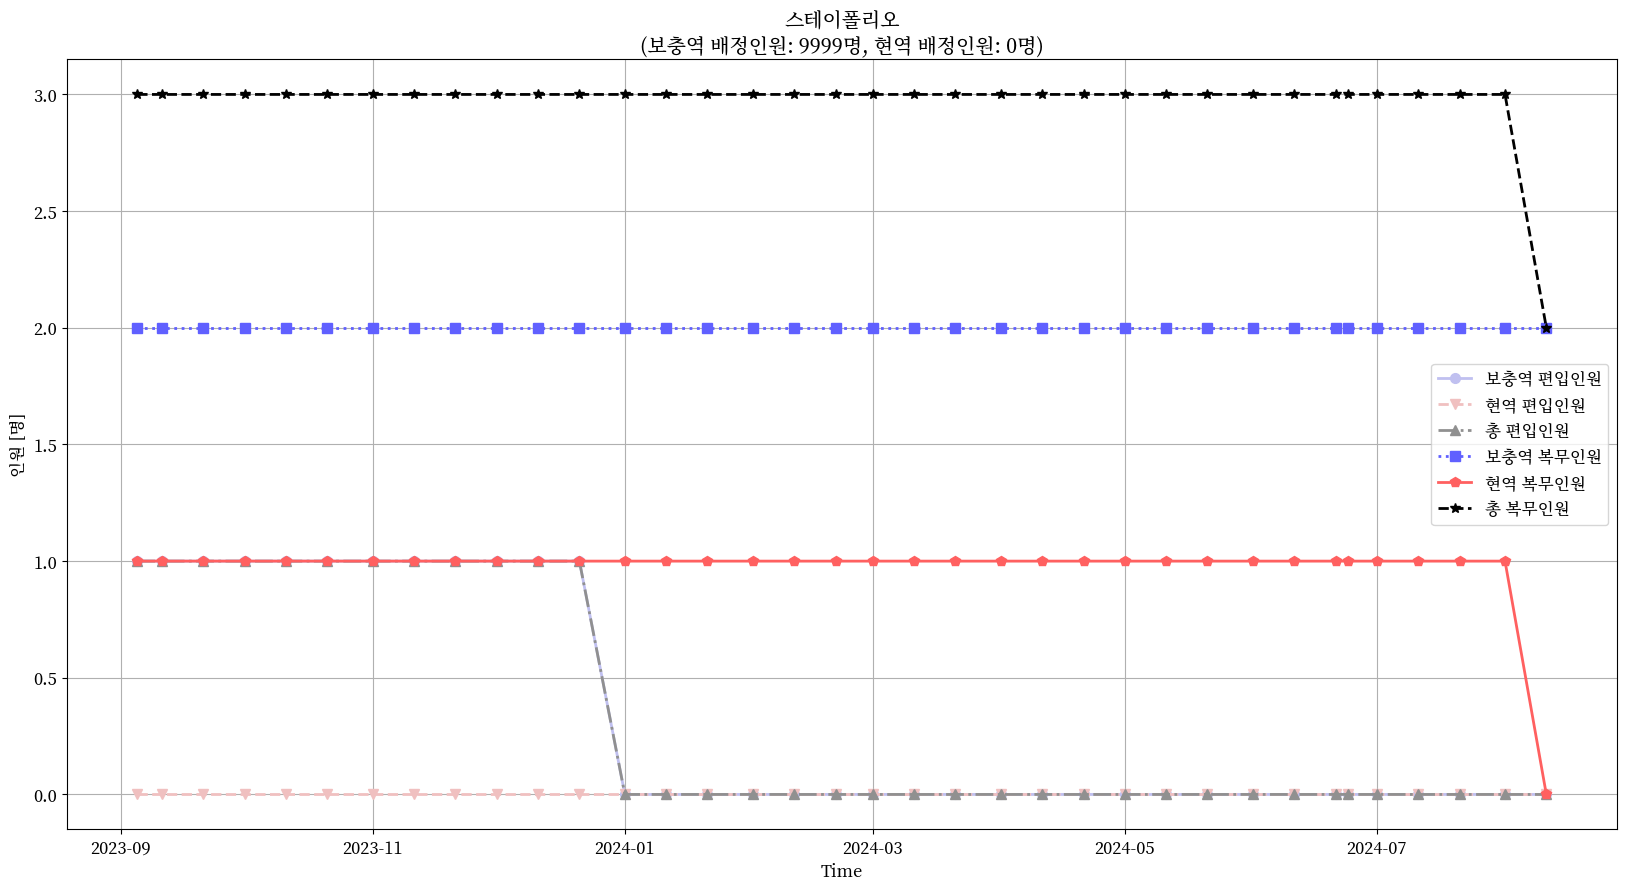 스테이폴리오
(보충역 배정인원: 9999명, 현역 배정인원: 0명)
3.0
2.5
2.0
1.5
1.0
0.5
0.0
인원 [명]
보충역 편입인원
현역 편입인원
총 편입인원
보충역 복무인원
현역 복무인원
총 복무인원
2023-09
2023-11
2024-01
2024-03
2024-05
2024-07
Time